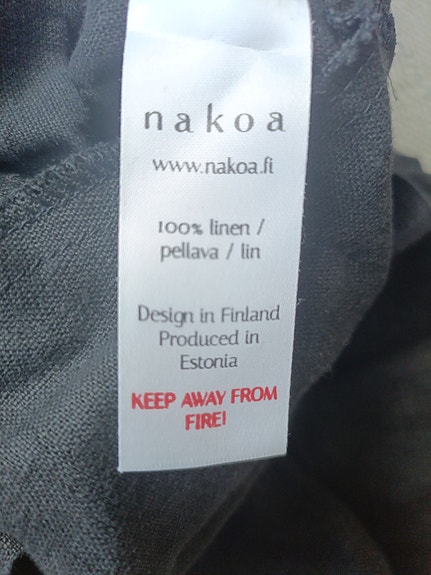 nakoa
www.nakoa.fi
100% linen /
pellava / lin
Design in Finland
Produced in
Estonia
KEEP AWAY FROM
FIRE!